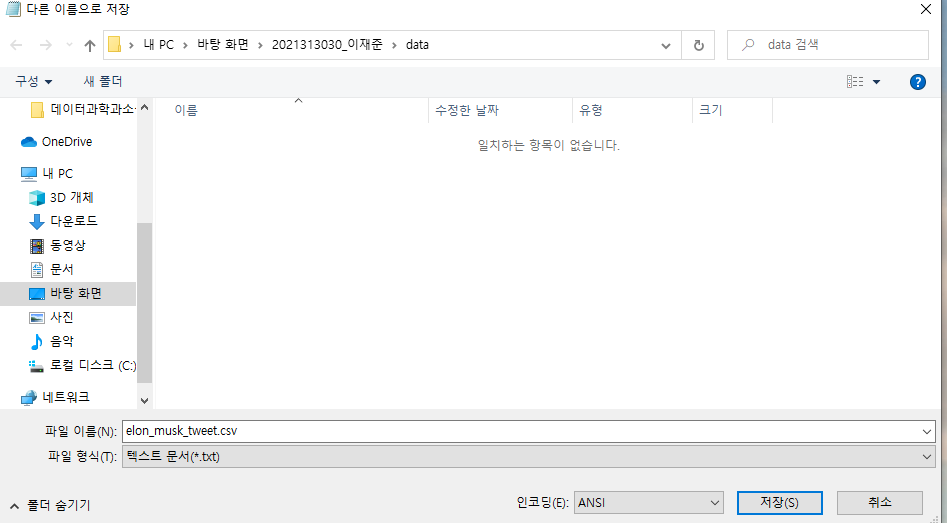 다른 이름으로 저장
내 PC › 바탕 화면 › 2021313030_이재준 › data
data 검색
구성
새 폴더
이름
수정한 날짜
유형
크기
일치하는 항목이 없습니다.
데이터과학과소
OneDrive
내 PC
3D 개체
다운로드
동영상
문서
바탕 화면
사진
음악
로컬 디스크 (C:)
네트워크
파일 이름(N):
elon_musk_tweet.csv
파일 형식(T):
텍스트 문서(*.txt)
폴더 숨기기
인코딩(E):
ANSI
저장(S)
취소